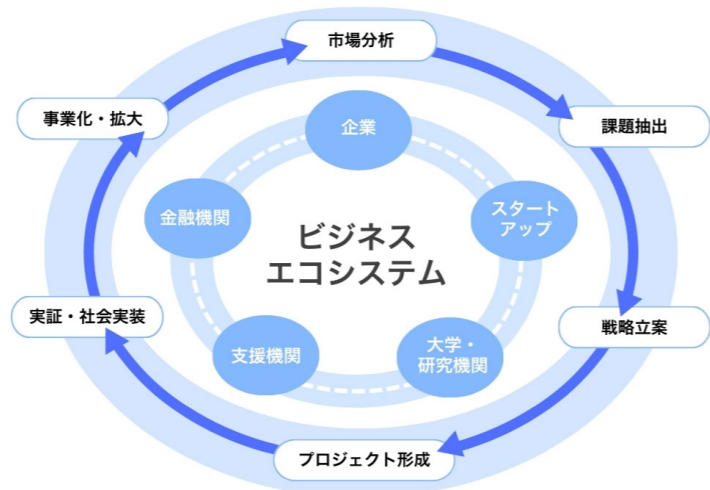 市場分析
課題抽出
戦略立案
プロジェクト形成
実証・社会実装
事業化・拡大
企業
スタート
アップ
大学・
研究機関
支援機関
金融機関
ビジネス
エコシステム